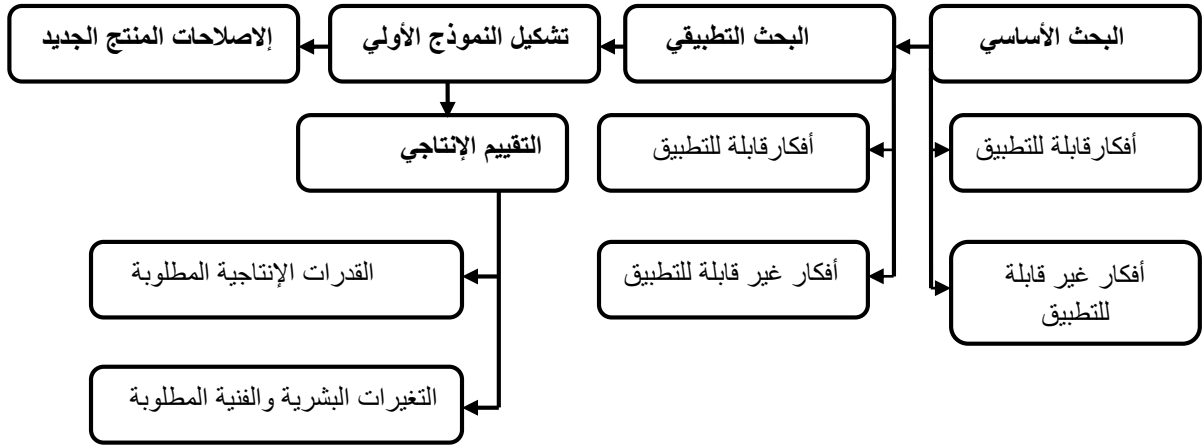 البحث الأساسي
البحث التطبيقي
تشكيل النموذج الأولي
إلاصلاحات المنتج الجديد
أفكارقابلة للتطبيق
أفكارقابلة للتطبيق
التقييم الإنتاجي
أفكار غير قابلة
للتطبيق
أفكار غير قابلة للتطبيق
القدرات الإنتاجية المطلوبة
التغيرات البشرية والفنية المطلوبة